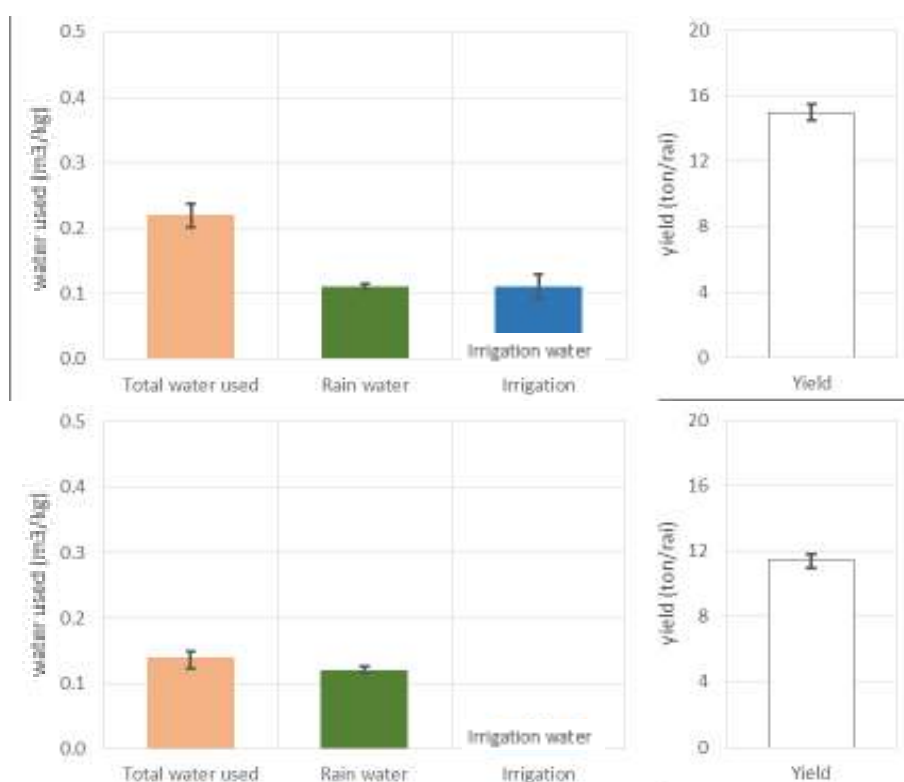 water used [m3/kg]
0.5
0.4
0.3
0.2
0.1
0.0
Irrigation water
Total water used
Rain water
Irrigation
yield (ton/rai)
20
16
12
8
4
0
Yield
water used [m3/kg]
0.5
0.4
0.3
0.2
0.1
0.0
Irrigation water
Total water used
Rain water
Irrigation
yield (ton/rai)
20
16
12
8
4
0
Yield